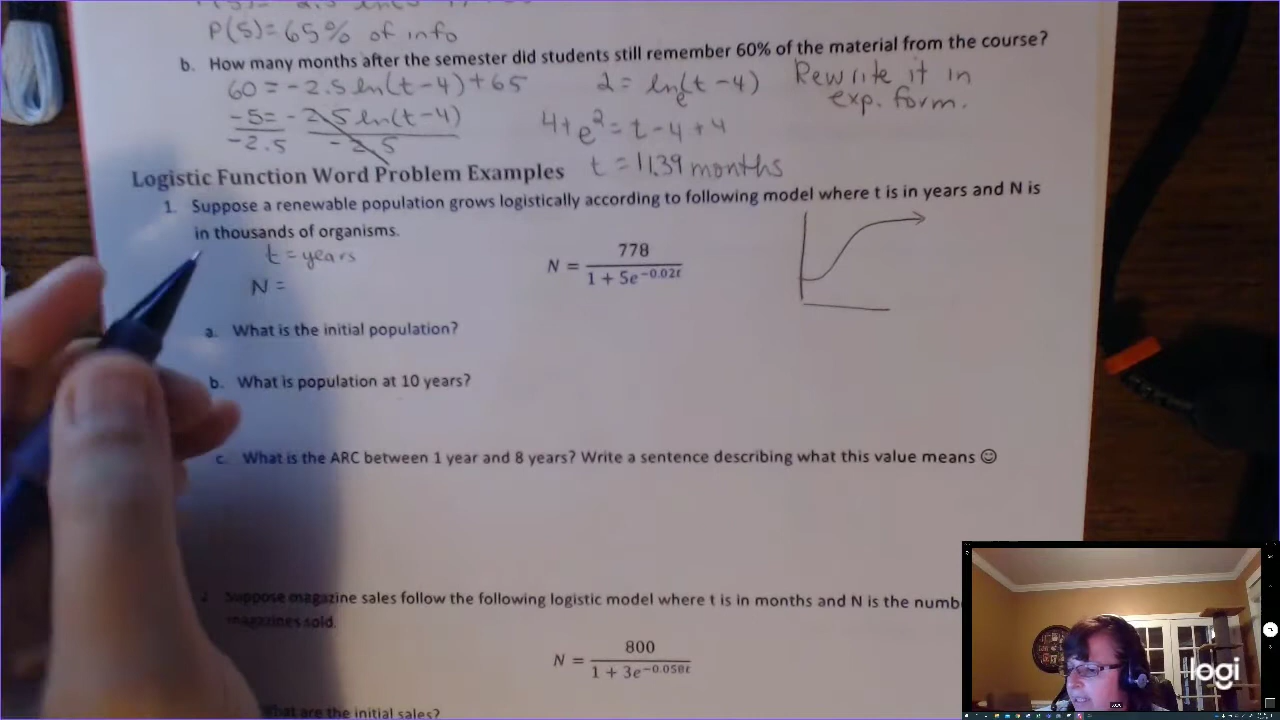 P(5)=65% of info
b. How many months after the semester did students still remember 60% of the material from the course?
60 = -2.5 ln(t-4)+65
2 = ln e(t-4)
Rewrite it in
exp. form.
-5 = -2.5 ln(t-4)
-2.5 -2.5
4+e² = t-4+4
t = 11.39 months
Logistic Function Word Problem Examples
1. Suppose a renewable population grows logistically according to following model where t is in years and N is
in thousands of organisms.
t = years
N =
N = 778
1 + 5e^-0.02t
a. What is the initial population?
b. What is population at 10 years?
c. What is the ARC between 1 year and 8 years? Write a sentence describing what this value means ☺
2. Suppose magazine sales follow the following logistic model where t is in months and N is the numb
magazines sold.
N = 800
1 + 3e^-0.050t
What are the initial sales?
logi